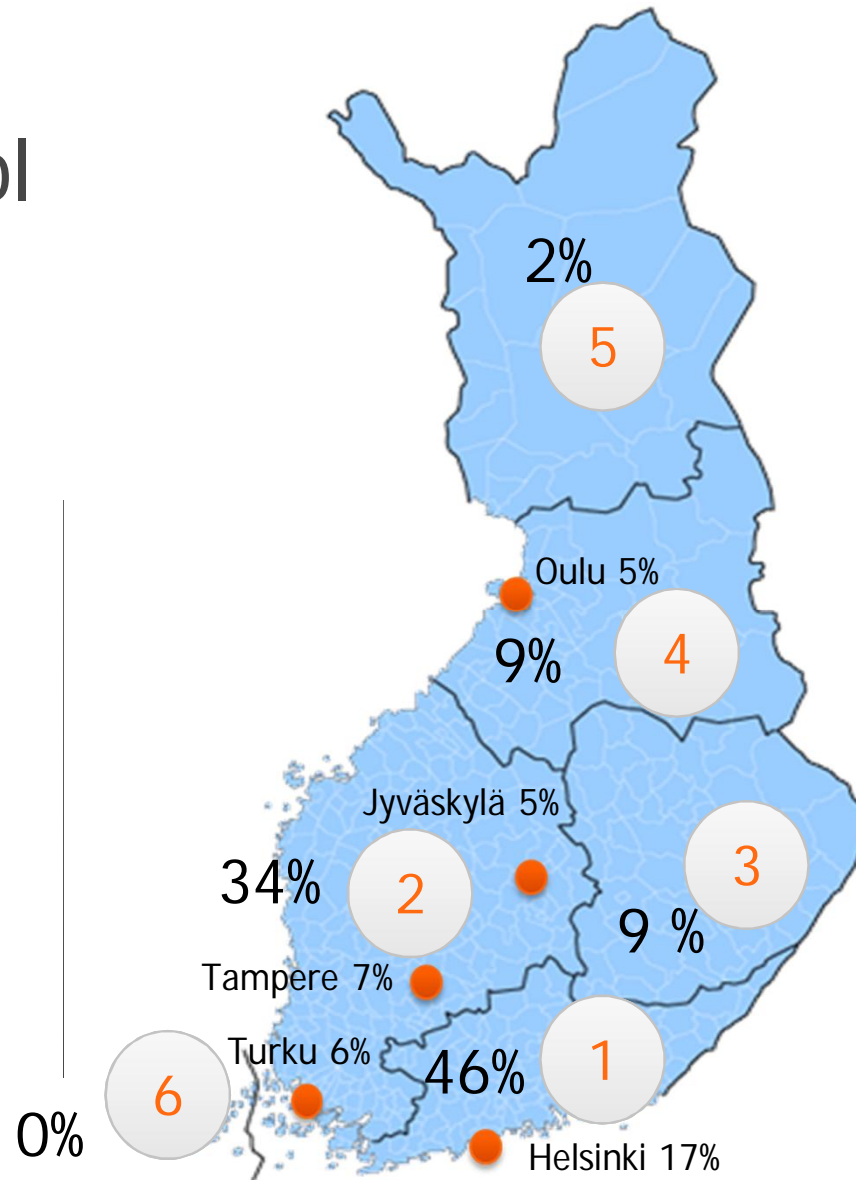 ol
2%
5
Oulu 5%
9%
4
Jyväskylä 5%
34%
2
3
9 %
Tampere 7%
Turku 6%
46%
1
6
0%
Helsinki 17%